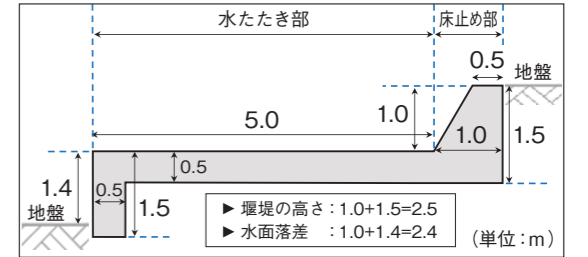 水たたき部 床止め部
0.5 地盤
5.0 1.0 1.0 1.5
1.4 0.5 0.5
地盤 1.5
▶ 堰堤の高さ：1.0+1.5=2.5
▶ 水面落差：1.0+1.4=2.4
(単位：m)